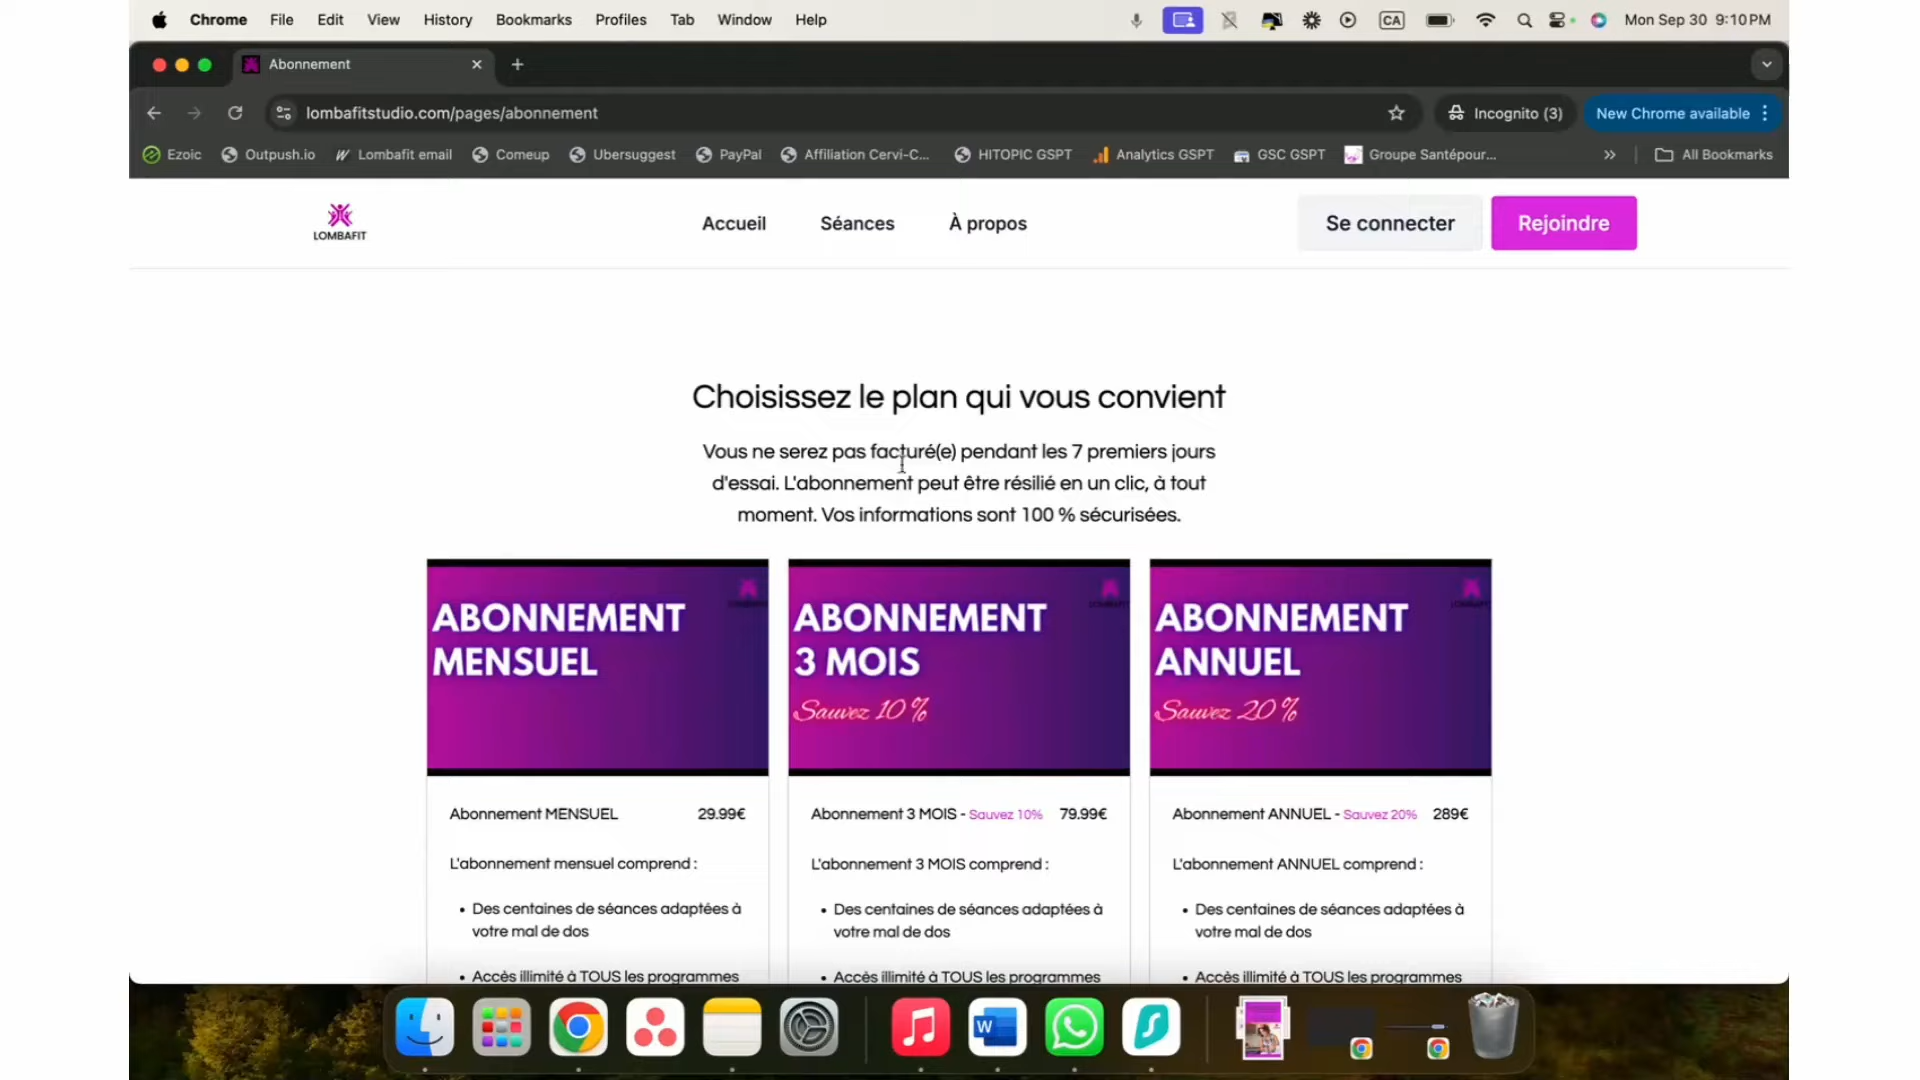 Chrome File Edit View History Bookmarks Profiles Tab Window Help CA Mon Sep 30 9:10 PM
Abonnement
lombafitstudio.com/pages/abonnement Incognito (3) New Chrome available
Ezoic Outpush.io Lombafit email Comeup Ubersuggest PayPal Affiliation Cervi-C... HITOPIC GSPT Analytics GSPT GSC GSPT Groupe Santépour... All Bookmarks
LOMBAFIT Accueil Séances À propos Se connecter Rejoindre
Choisissez le plan qui vous convient
Vous ne serez pas facturé(e) pendant les 7 premiers jours
d'essai. L'abonnement peut être résilié en un clic, à tout
moment. Vos informations sont 100 % sécurisées.
ABONNEMENT
MENSUEL
Abonnement MENSUEL 29.99€
L'abonnement mensuel comprend :
• Des centaines de séances adaptées à
votre mal de dos
• Accès illimité à TOUS les programmes
ABONNEMENT
3 MOIS
Sauvez 10 %
Abonnement 3 MOIS - Sauvez 10% 79.99€
L'abonnement 3 MOIS comprend :
• Des centaines de séances adaptées à
votre mal de dos
• Accès illimité à TOUS les programmes
ABONNEMENT
ANNUEL
Sauvez 20 %
Abonnement ANNUEL - Sauvez 20% 289€
L'abonnement ANNUEL comprend :
• Des centaines de séances adaptées à
votre mal de dos
• Accès illimité à TOUS les programmes
W